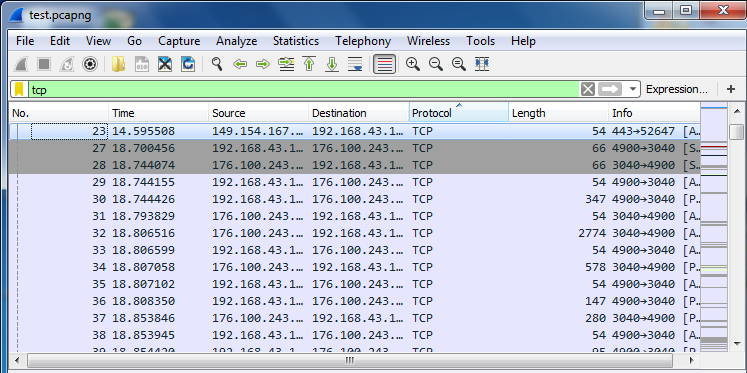 test.pcapng
File Edit View Go Capture Analyze Statistics Telephony Wireless Tools Help
tcp Expression...
No. Time Source Destination Protocol Length Info
23 14.595508 149.154.167.... 192.168.43.1... TCP 54 443→52647 [A...
27 18.700456 192.168.43.1... 176.100.243.... TCP 66 4900→3040 [S...
28 18.744074 176.100.243.... 192.168.43.1... TCP 66 3040→4900 [S...
29 18.744155 192.168.43.1... 176.100.243.... TCP 54 4900→3040 [A...
30 18.744426 192.168.43.1... 176.100.243.... TCP 347 4900→3040 [P...
31 18.793829 176.100.243.... 192.168.43.1... TCP 54 3040→4900 [A...
32 18.806516 176.100.243.... 192.168.43.1... TCP 2774 3040→4900 [A...
33 18.806599 192.168.43.1... 176.100.243.... TCP 54 4900→3040 [A...
34 18.807058 176.100.243.... 192.168.43.1... TCP 578 3040→4900 [P...
35 18.807102 192.168.43.1... 176.100.243.... TCP 54 4900→3040 [A...
36 18.808350 192.168.43.1... 176.100.243.... TCP 147 4900→3040 [P...
37 18.853846 176.100.243.... 192.168.43.1... TCP 280 3040→4900 [P...
38 18.853945 192.168.43.1... 176.100.243.... TCP 54 4900→3040 [A...
39 18.854420 192.168.43.1... 176.100.243.... TCP 95 4900→3040 [P...